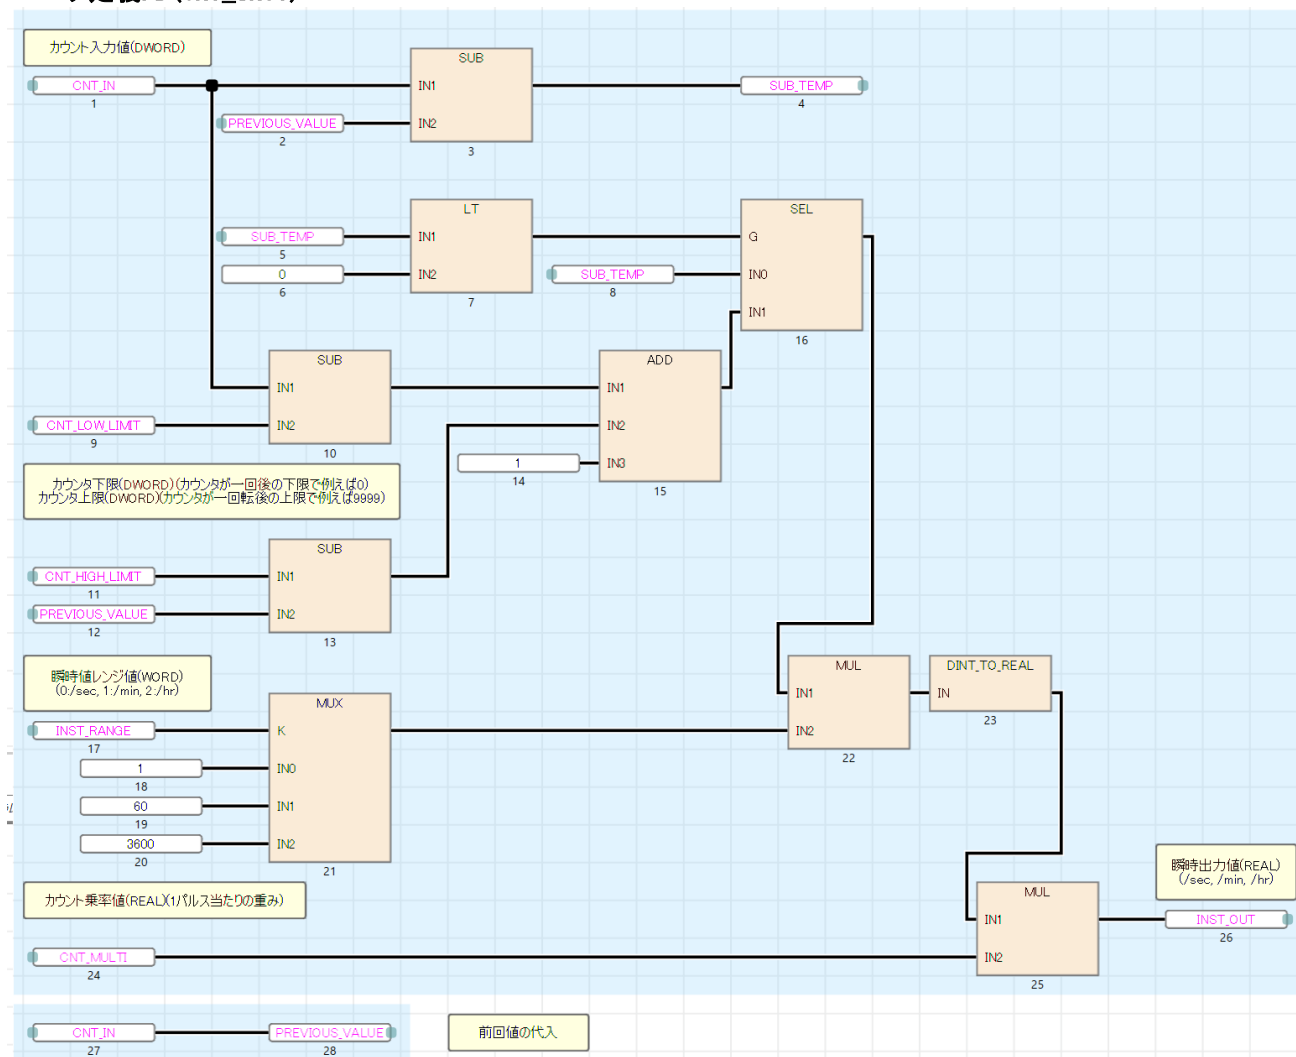 カウント入力値(DWORD)
SUB
CNT_IN
IN1
SUB_TEMP
1
4
PREVIOUS_VALUE
IN2
2
3
LT
SEL
SUB_TEMP
IN1
G
5
0
IN2
SUB_TEMP
IN0
6
7
8
IN1
16
SUB
ADD
IN1
IN1
CNT_LOW_LIMIT
IN2
IN2
9
10
1
IN3
14
15
カウンタ下限(DWORD)(カウンタが一回後の下限で例えば0)
カウンタ上限(DWORD)(カウンタが一回転後の上限で例えば9999)
SUB
CNT_HIGH_LIMIT
IN1
11
PREVIOUS_VALUE
IN2
12
13
瞬時値レンジ値(WORD)
(0:/sec, 1:/min, 2:/hr)
MUL
DINT_TO_REAL
IN1
IN
23
MUX
INST_RANGE
K
IN2
17
22
1
IN0
18
60
IN1
19
3600
IN2
20
21
瞬時出力値(REAL)
(/sec, /min, /hr)
カウント乗率値(REAL)(1パルス当たりの重み)
MUL
IN1
INST_OUT
26
CNT_MULTI
IN2
24
25
CNT_IN
PREVIOUS_VALUE
前回値の代入
27
28